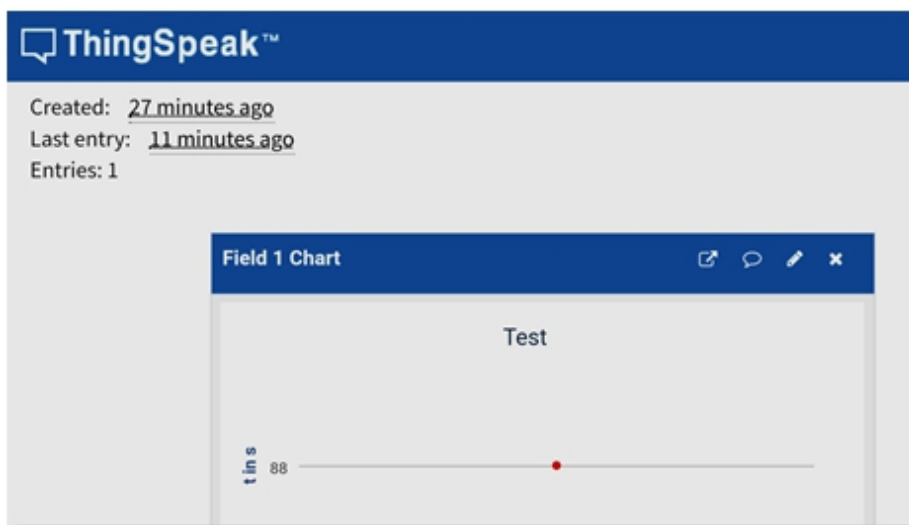 ThingSpeak™
Created: 27 minutes ago
Last entry: 11 minutes ago
Entries: 1
Field 1 Chart
Test
t in s
88